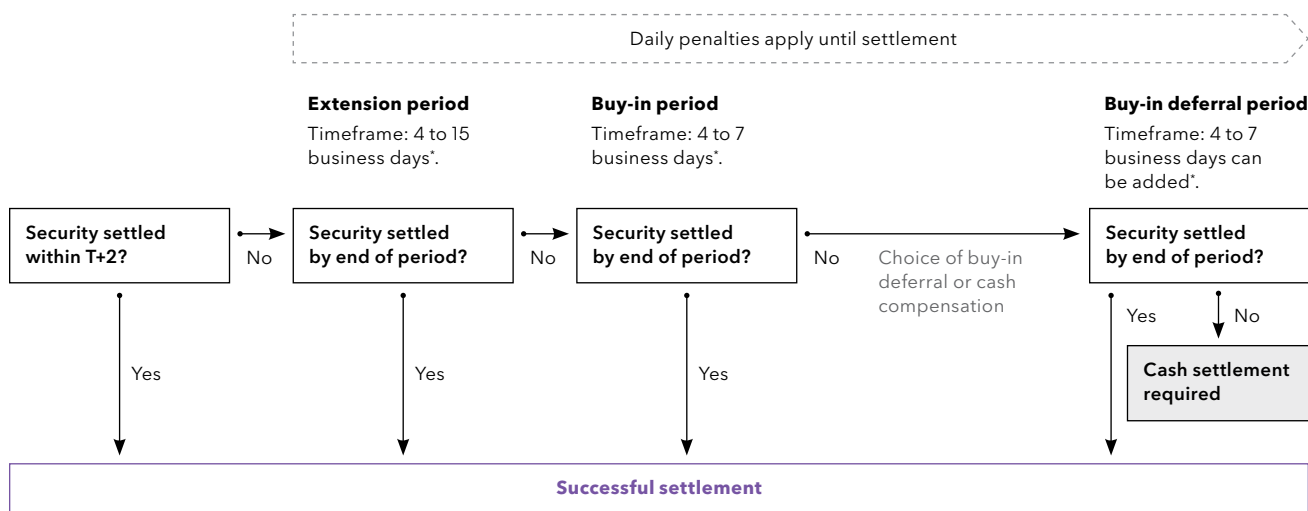 Daily penalties apply until settlement
Extension period
Timeframe: 4 to 15
business days*.
Buy-in period
Timeframe: 4 to 7
business days*.
Buy-in deferral period
Timeframe: 4 to 7
business days can
be added*.
Security settled
within T+2?
No
Security settled
by end of period?
No
Security settled
by end of period?
No
Choice of buy-in
deferral or cash
compensation
Security settled
by end of period?
Yes
Yes
Yes
Yes
No
Cash settlement
required
Successful settlement